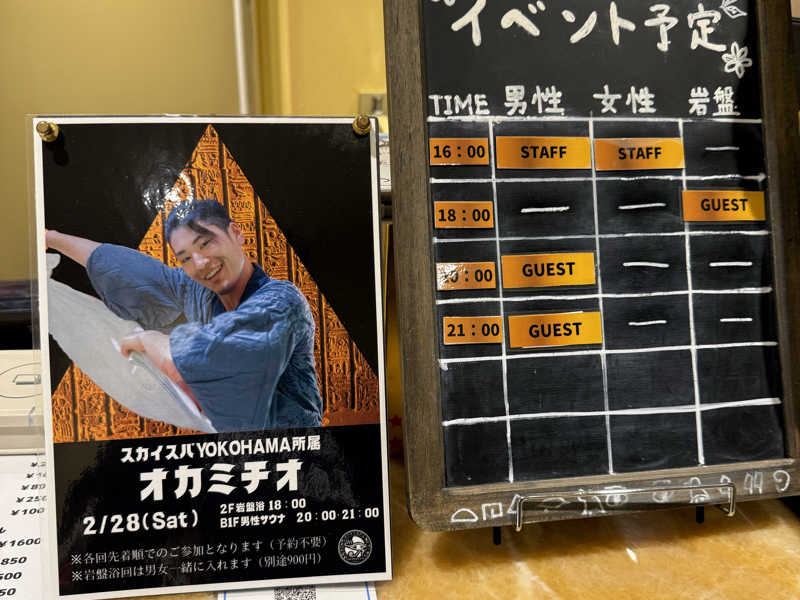 イベント予定
TIME 男性 女性 岩盤
16:00 STAFF STAFF —
18:00 — — GUEST
20:00 GUEST — —
21:00 GUEST — —
スカイスパYOKOHAMA所属
オカミチオ
2/28(Sat)
2F岩盤浴 18:00
B1F男性サウナ 20:00・21:00
※各回先着順でのご参加となります(予約不要)
※岩盤浴回は男女一緒に入れます(別途900円)
¥250
¥100
¥1600